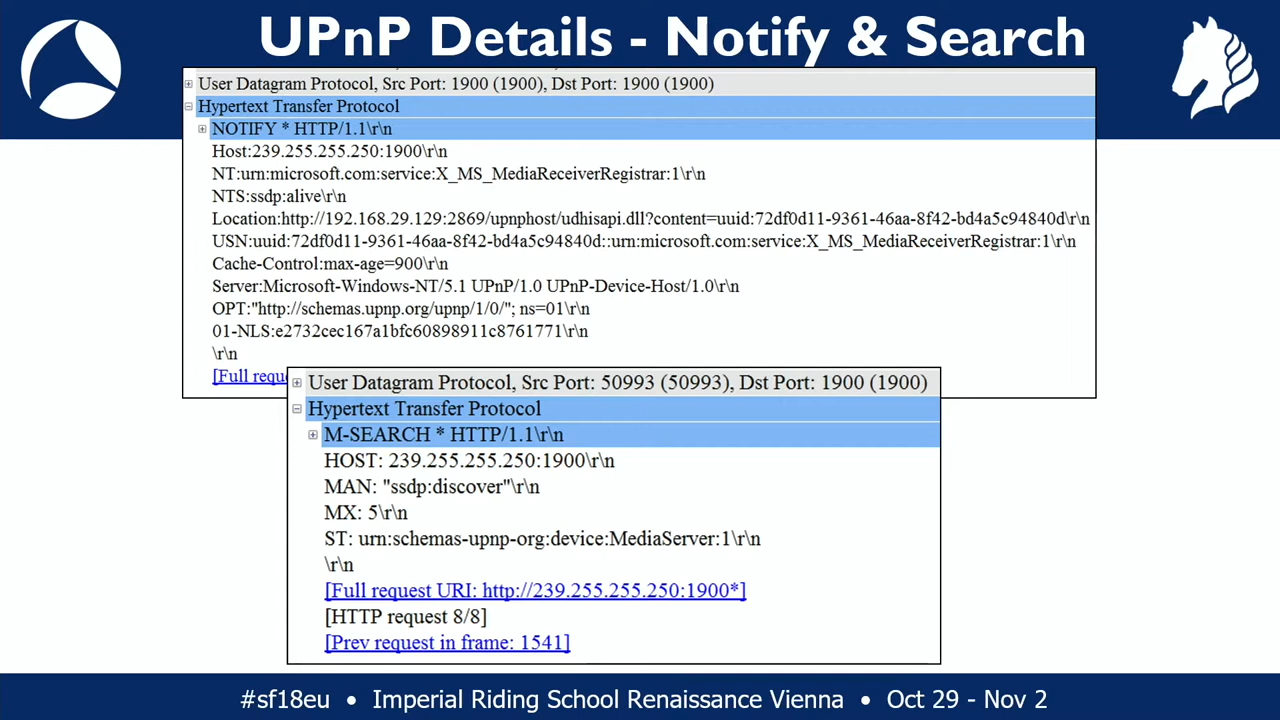 UPnP Details - Notify & Search
User Datagram Protocol, Src Port: 1900 (1900), Dst Port: 1900 (1900)
Hypertext Transfer Protocol
NOTIFY * HTTP/1.1\r\n
Host:239.255.255.250:1900\r\n
NT:urn:microsoft.com:service:X_MS_MediaReceiverRegistrar:1\r\n
NTS:ssdp:alive\r\n
Location:http://192.168.29.129:2869/upnphost/udhisapi.dll?content=uuid:72df0d11-9361-46aa-8f42-bd4a5c94840d\r\n
USN:uuid:72df0d11-9361-46aa-8f42-bd4a5c94840d::urn:microsoft.com:service:X_MS_MediaReceiverRegistrar:1\r\n
Cache-Control:max-age=900\r\n
Server:Microsoft-Windows-NT/5.1 UPnP/1.0 UPnP-Device-Host/1.0\r\n
OPT:"http://schemas.upnp.org/upnp/1/0/"; ns=01\r\n
01-NLS:e2732cec167a1bfc60898911c8761771\r\n
\r\n
[Full reque
User Datagram Protocol, Src Port: 50993 (50993), Dst Port: 1900 (1900)
Hypertext Transfer Protocol
M-SEARCH * HTTP/1.1\r\n
HOST: 239.255.255.250:1900\r\n
MAN: "ssdp:discover"\r\n
MX: 5\r\n
ST: urn:schemas-upnp-org:device:MediaServer:1\r\n
\r\n
[Full request URI: http://239.255.255.250:1900*]
[HTTP request 8/8]
[Prev request in frame: 1541]
#sf18eu • Imperial Riding School Renaissance Vienna • Oct 29 - Nov 2